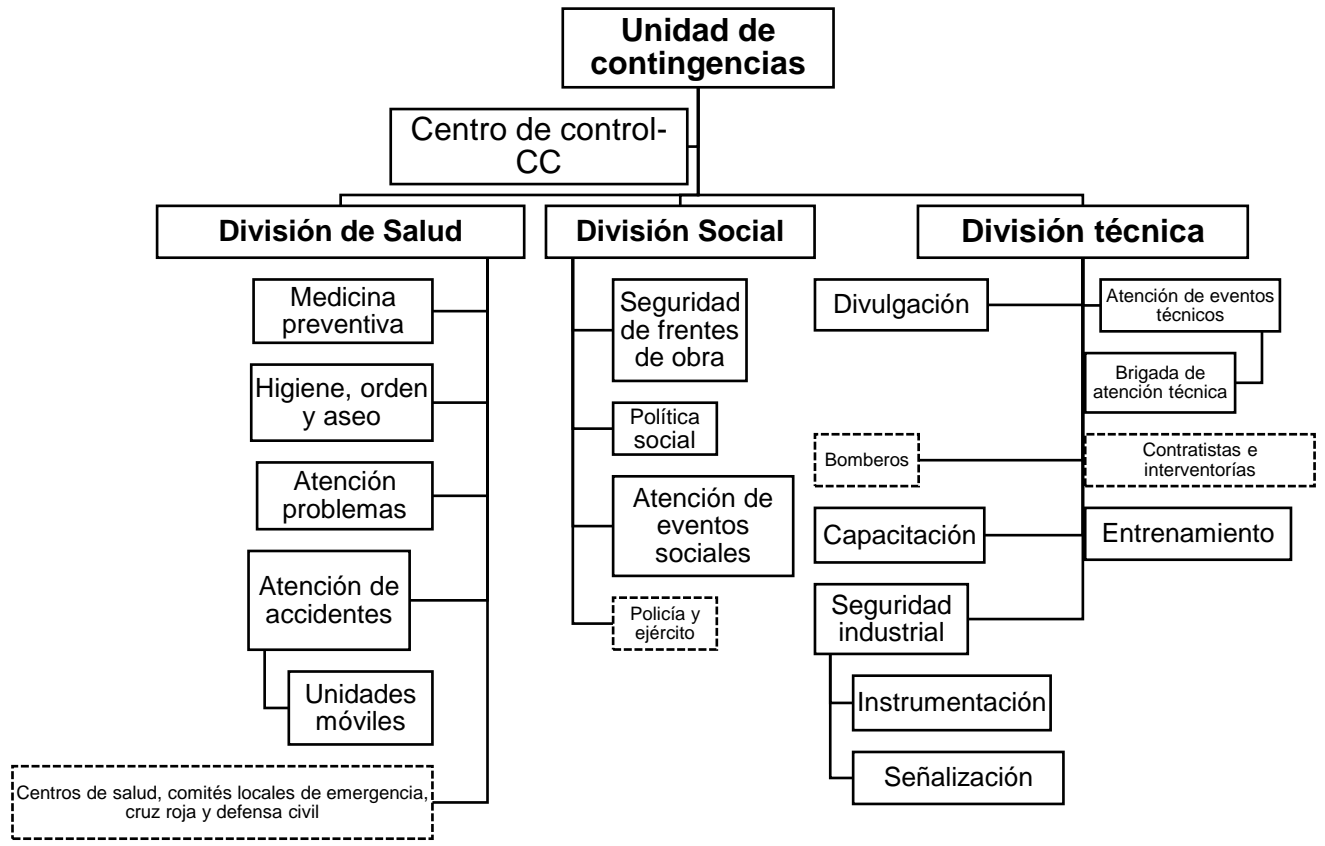 Unidad de
contingencias
Centro de control-
CC
División de Salud
División Social
División técnica
Medicina
preventiva
Higiene, orden
y aseo
Atención
problemas
Atención de
accidentes
Unidades
móviles
Centros de salud, comités locales de emergencia,
cruz roja y defensa civil
Seguridad
de frentes
de obra
Política
social
Atención de
eventos
sociales
Policía y
ejército
Divulgación
Atención de eventos
técnicos
Brigada de
atención técnica
Bomberos
Contratistas e
interventorías
Capacitación
Entrenamiento
Seguridad
industrial
Instrumentación
Señalización